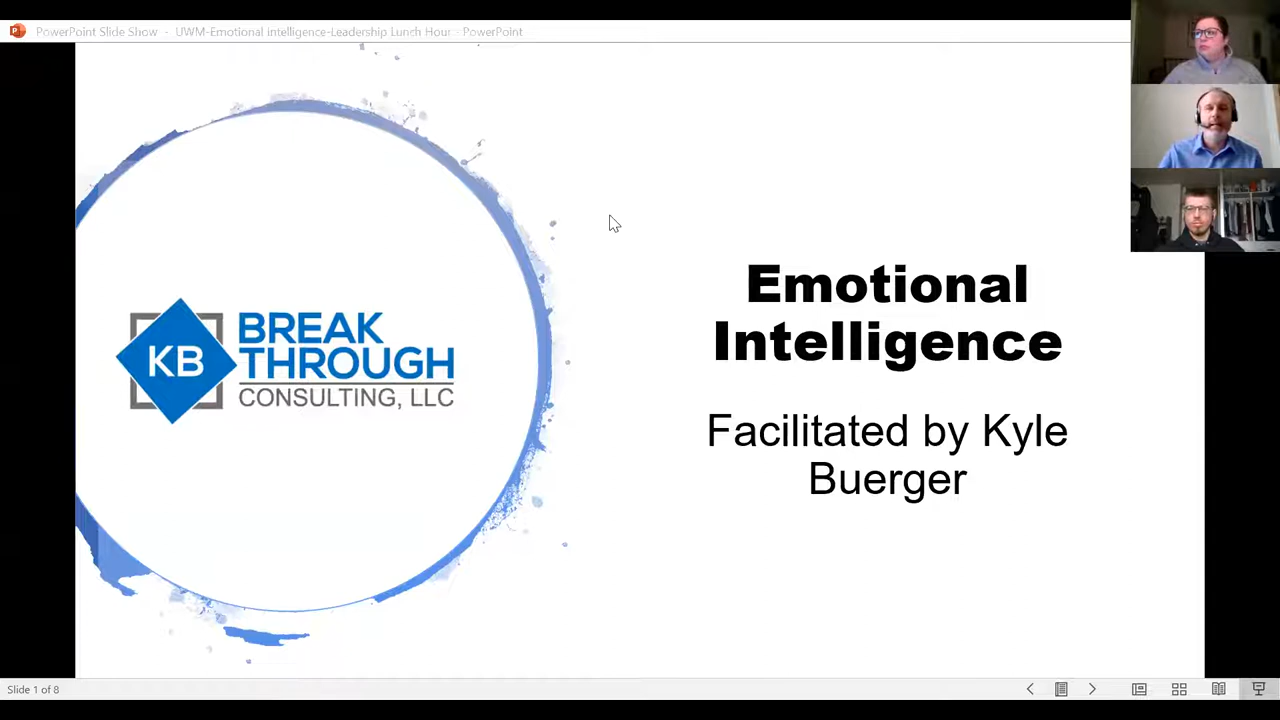 PowerPoint Slide Show - UWM-Emotional Intelligence-Leadership Lunch Hour - PowerPoint
KB
BREAK
THROUGH
CONSULTING, LLC
Emotional
Intelligence
Facilitated by Kyle
Buerger
Slide 1 of 8